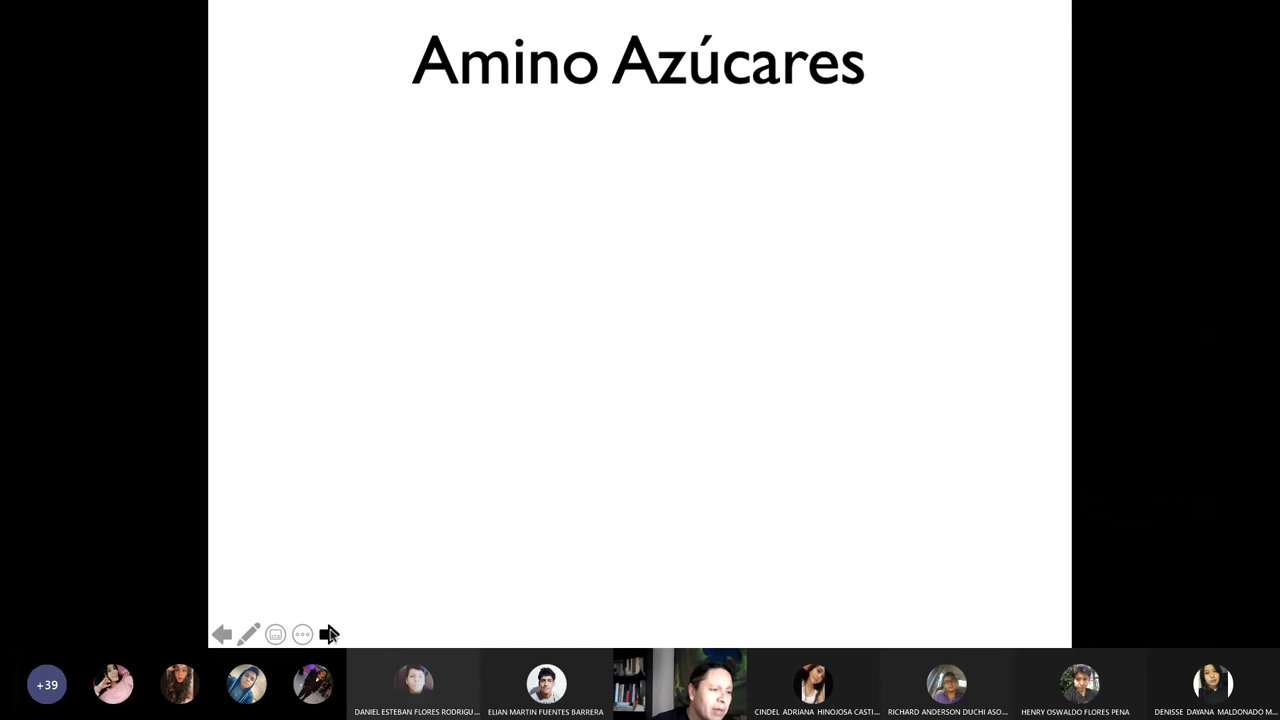 Amino Azúcares
+39
DANIEL ESTEBAN FLORES RODRIGU...
ELIAN MARTIN FUENTES BARRERA
CINDEL ADRIANA HINOJOSA CASTI...
RICHARD ANDERSON DUCHI ASO...
HENRY OSWALDO FLORES PENA
DENISSE DAYANA MALDONADO M...